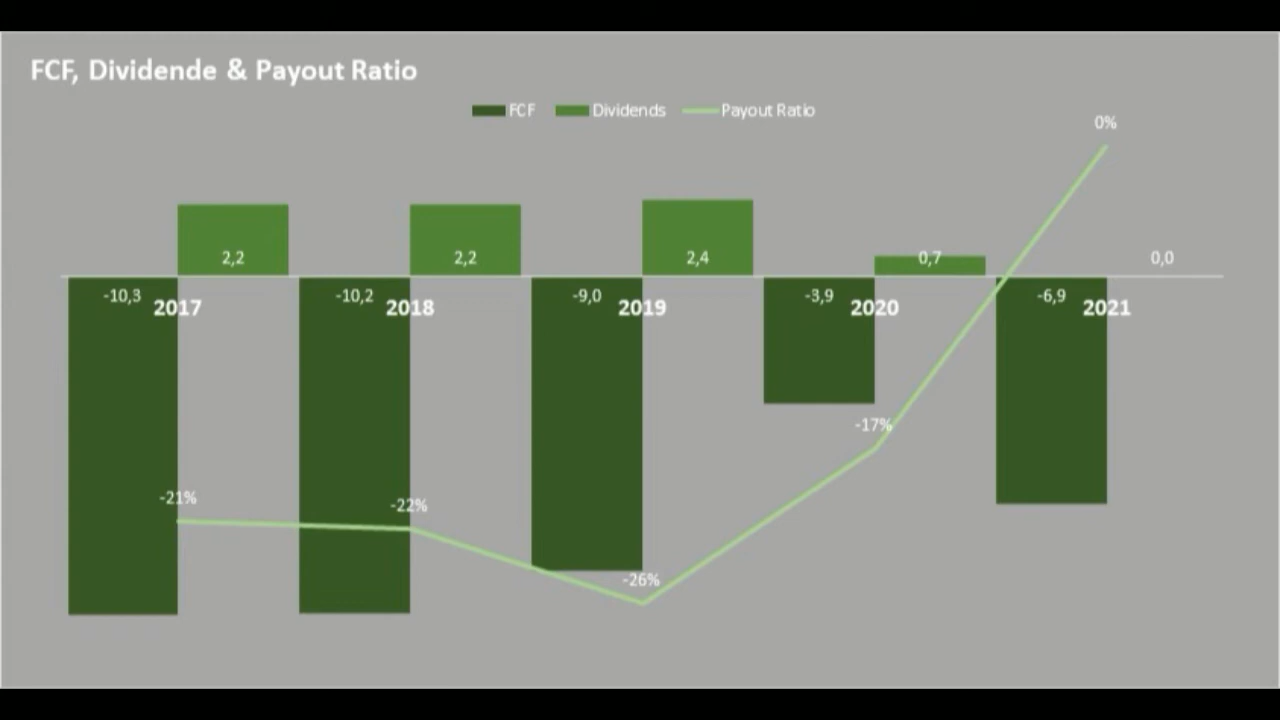 FCF, Dividende & Payout Ratio
FCF Dividends Payout Ratio
0%
2,2 2,2 2,4 0,7 0,0
-10,3 -10,2 -9,0 -3,9 -6,9
2017 2018 2019 2020 2021
-17%
-21% -22%
-26%